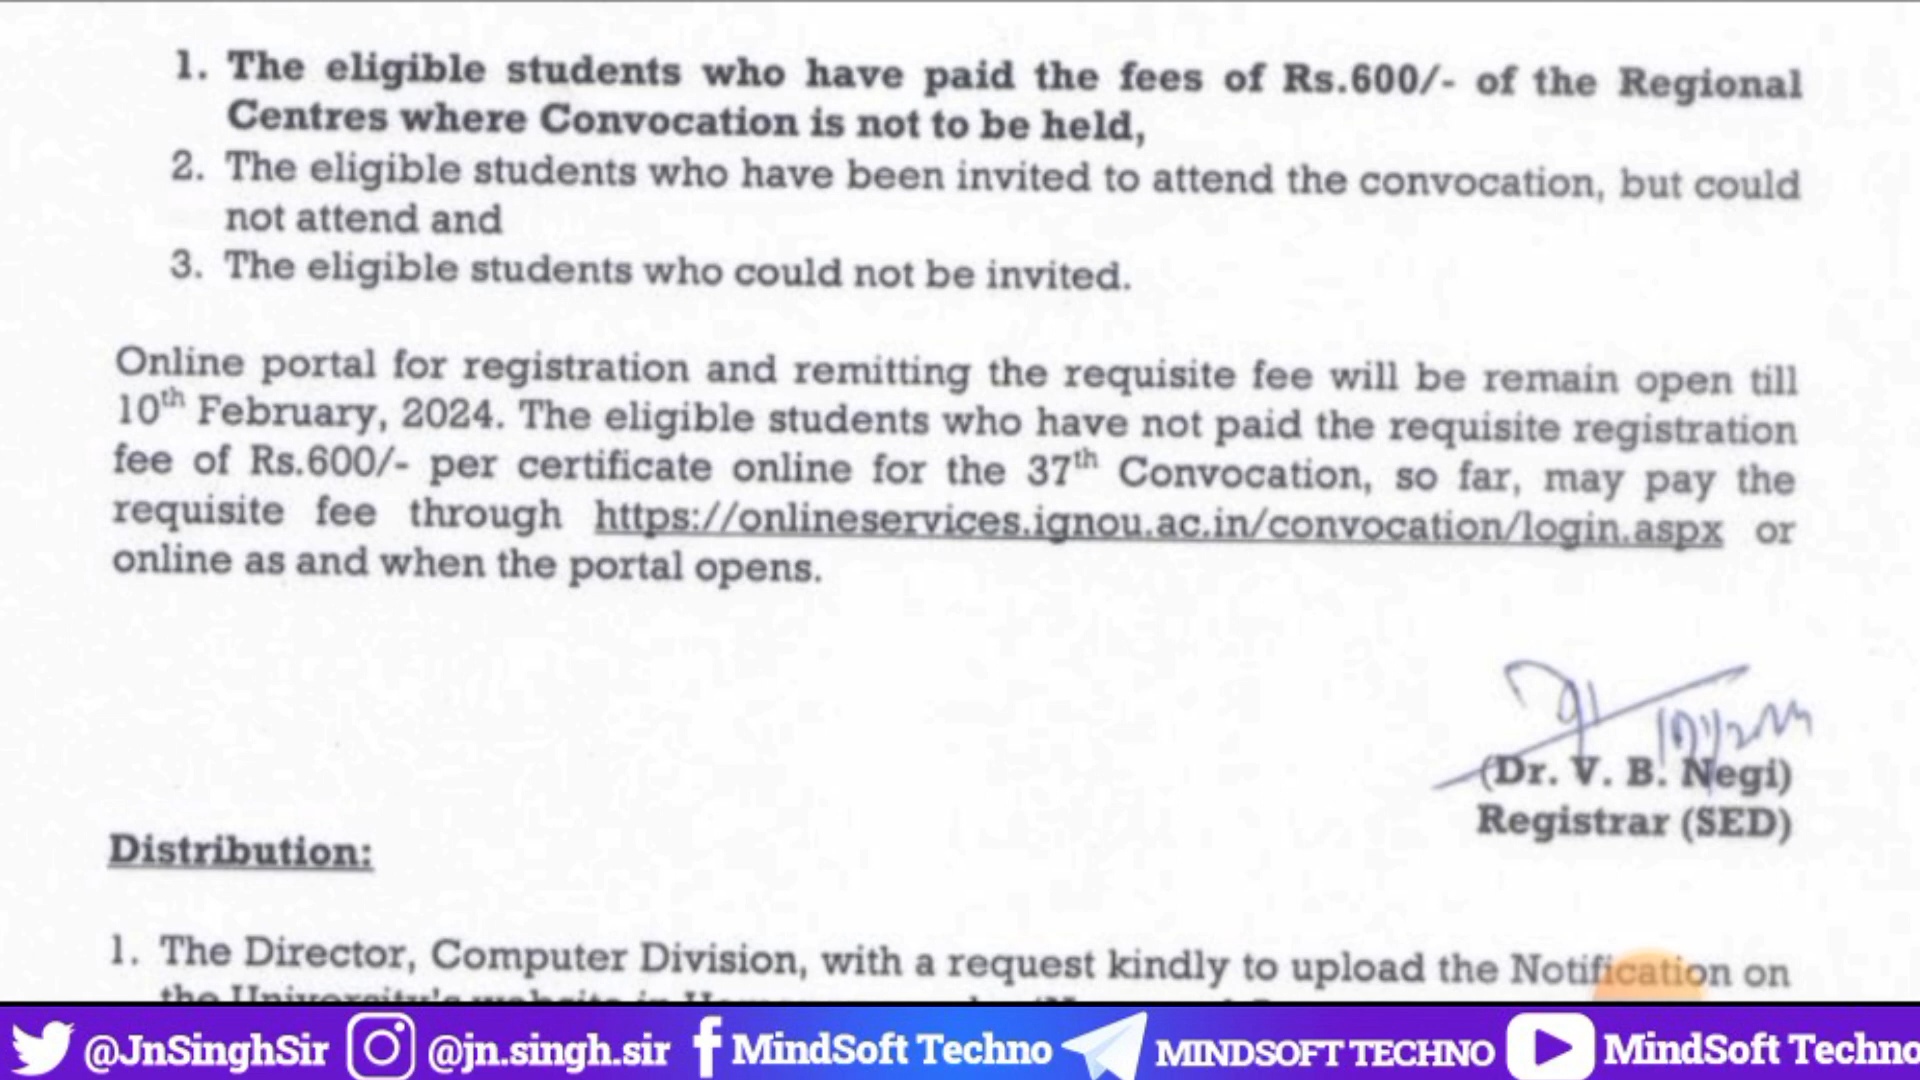 1. The eligible students who have paid the fees of Rs.600/- of the Regional
Centres where Convocation is not to be held,
2. The eligible students who have been invited to attend the convocation, but could
not attend and
3. The eligible students who could not be invited.
Online portal for registration and remitting the requisite fee will be remain open till
10th February, 2024. The eligible students who have not paid the requisite registration
fee of Rs.600/- per certificate online for the 37th Convocation, so far, may pay the
requisite fee through https://onlineservices.ignou.ac.in/convocation/login.aspx or
online as and when the portal opens.
(Dr. V. B. Negi)
Registrar (SED)
Distribution:
1. The Director, Computer Division, with a request kindly to upload the Notification on
the University's website in
@JnSinghSir @jn.singh.sir MindSoft Techno MINDSOFT TECHNO MindSoft Techno